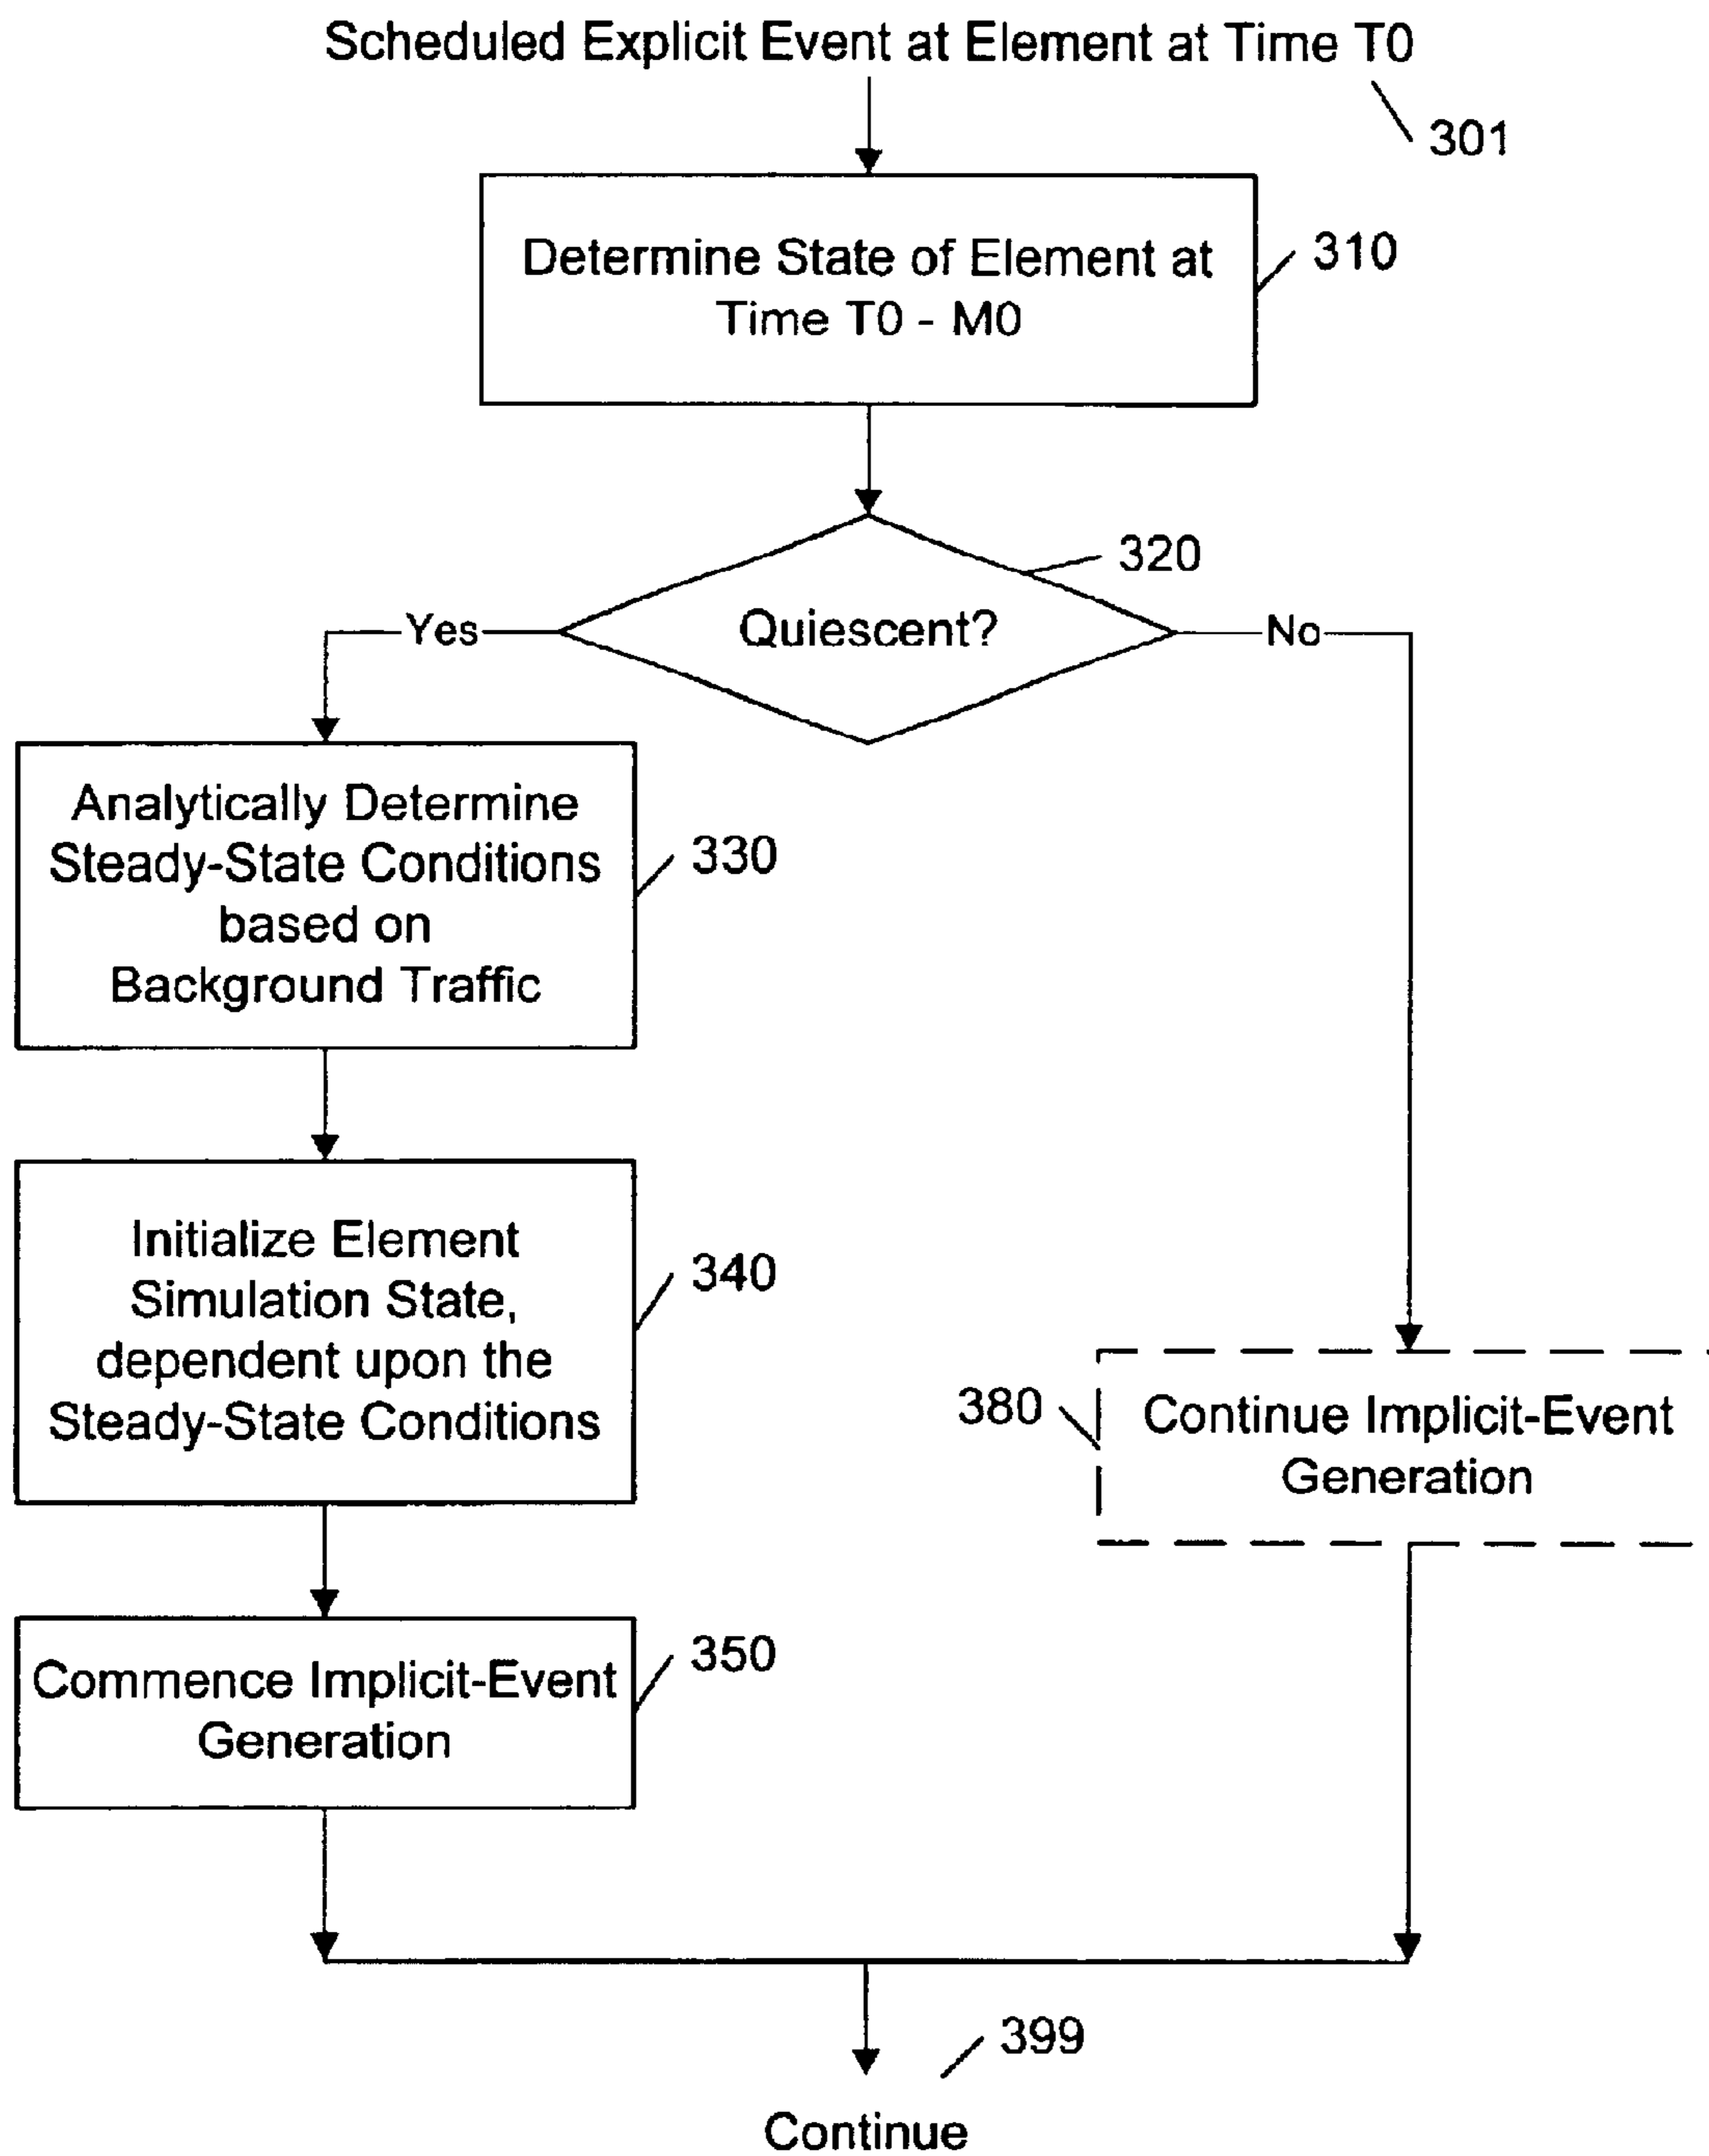 Scheduled Explicit Event at Element at Time T0
301
Determine State of Element at
Time T0 - M0
310
320
Quiescent?
Yes
No
Analytically Determine
Steady-State Conditions
based on
Background Traffic
330
Initialize Element
Simulation State,
dependent upon the
Steady-State Conditions
340
380
Continue Implicit-Event
Generation
Commence Implicit-Event
Generation
350
399
Continue